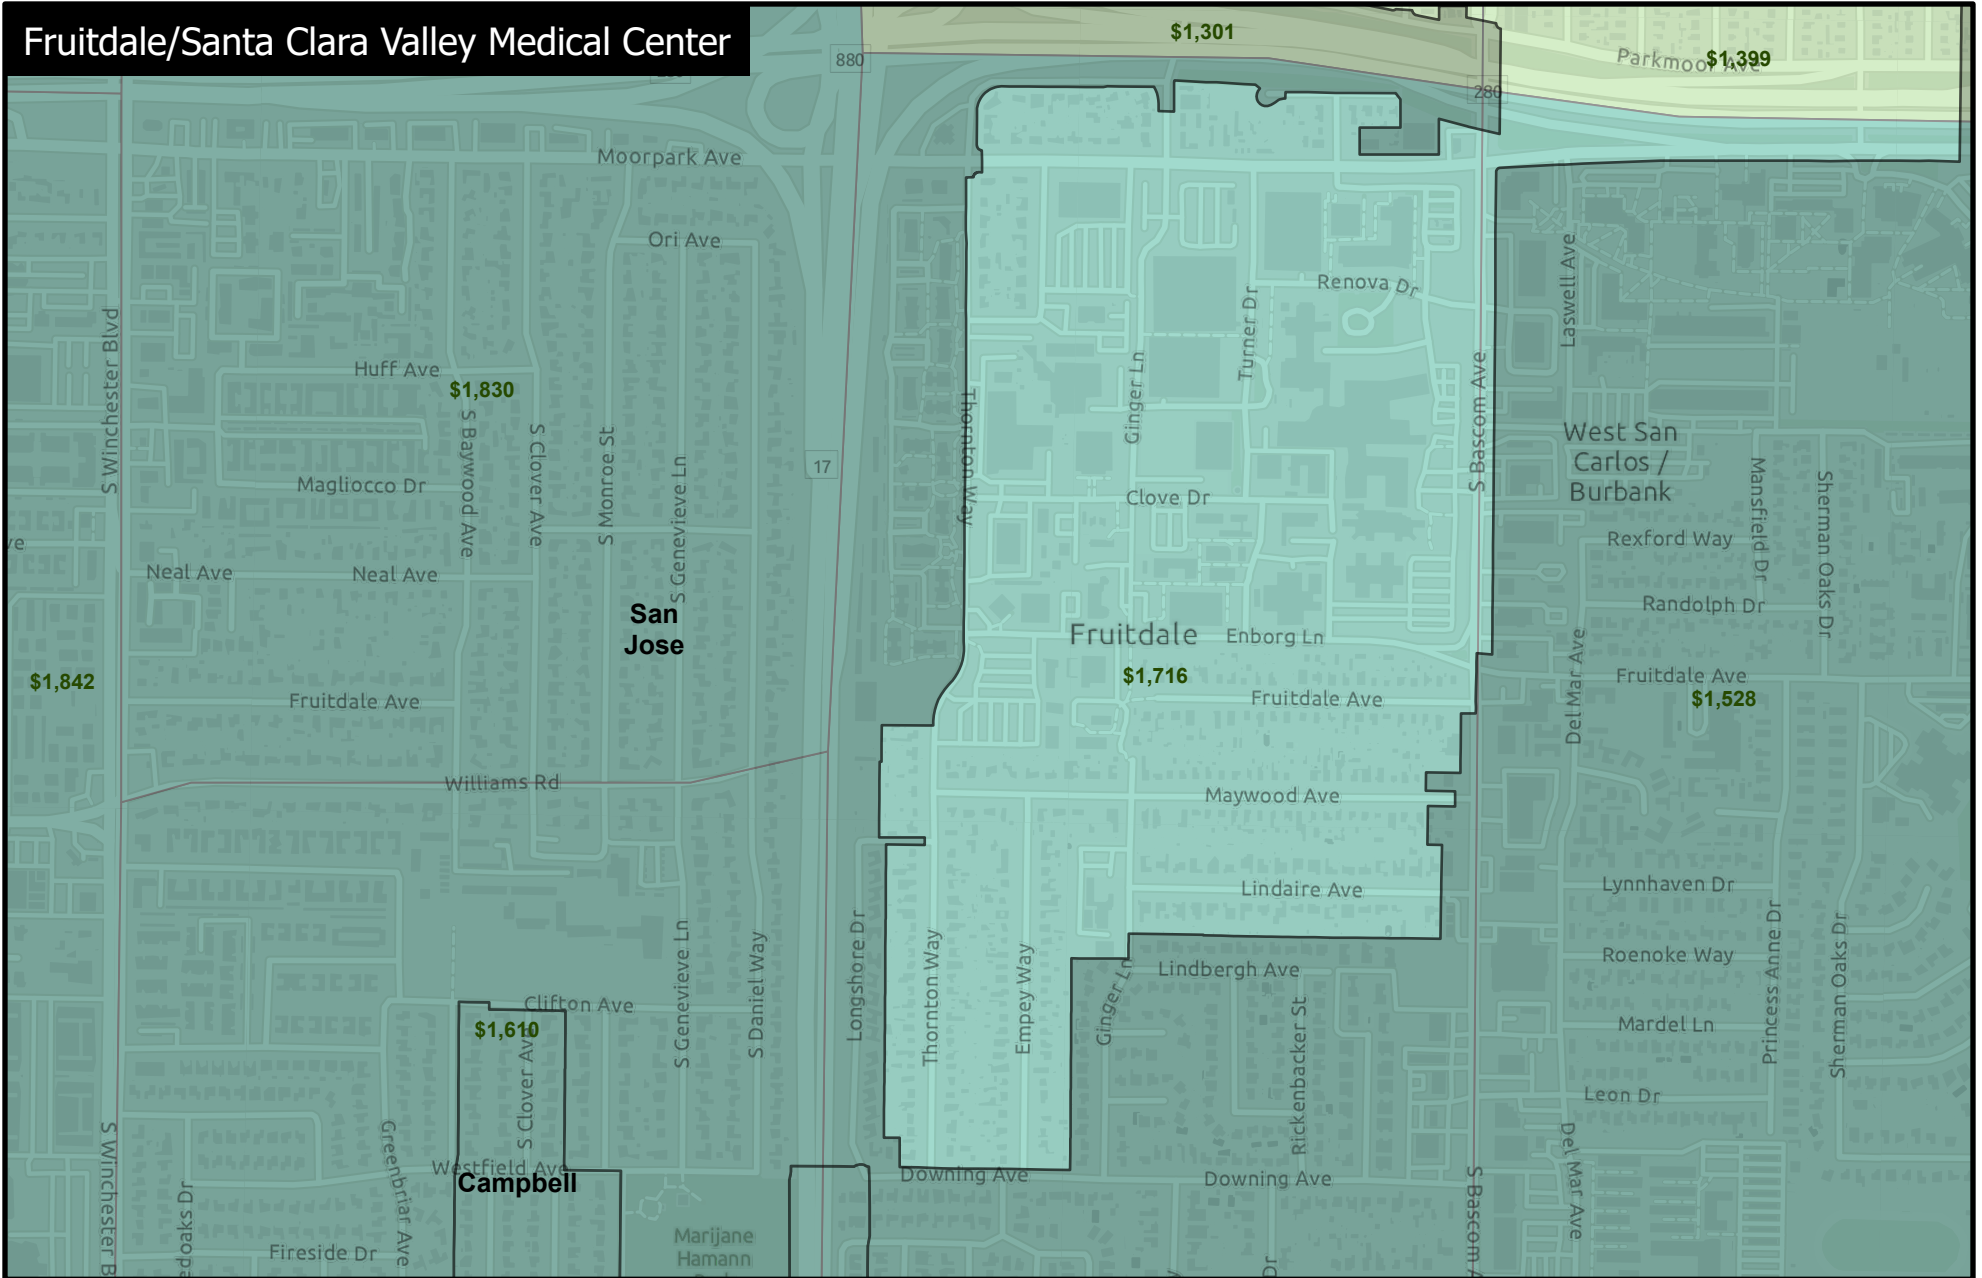 Fruitdale/Santa Clara Valley Medical Center
$1,301
Parkmoor Ave
$1,399
880
280
Moorpark Ave
Ori Ave
Laswell Ave
Renova Dr
Turner Dr
S Winchester Blvd
Huff Ave
$1,830
Ginger Ln
S Bascom Ave
Thornton Way
S Baywood Ave
S Clover Ave
S Monroe St
S Genevieve Ln
17
West San
Carlos /
Burbank
Magliocco Dr
Clove Dr
Mansfield Dr
Sherman Oaks Dr
Rexford Way
ve
Neal Ave
Neal Ave
Randolph Dr
San
Jose
Fruitdale
Enborg Ln
Del Mar Ave
$1,842
$1,716
Fruitdale Ave
Fruitdale Ave
Fruitdale Ave
$1,528
Williams Rd
Maywood Ave
Lindaire Ave
Lynnhaven Dr
Longshore Dr
Thornton Way
Empey Way
Ginger Ln
S Genevieve Ln
S Daniel Way
Lindbergh Ave
Roenoke Way
Princess Anne Dr
Sherman Oaks Dr
Clifton Ave
$1,610
S Clover Ave
Rickenbacker St
Mardel Ln
Leon Dr
S Winchester B
Greenbriar Ave
Westfield Ave
Campbell
Downing Ave
Downing Ave
S Bascom A
Del Mar Ave
edoaks Dr
Fireside Dr
Marijane
Hamann
Dr